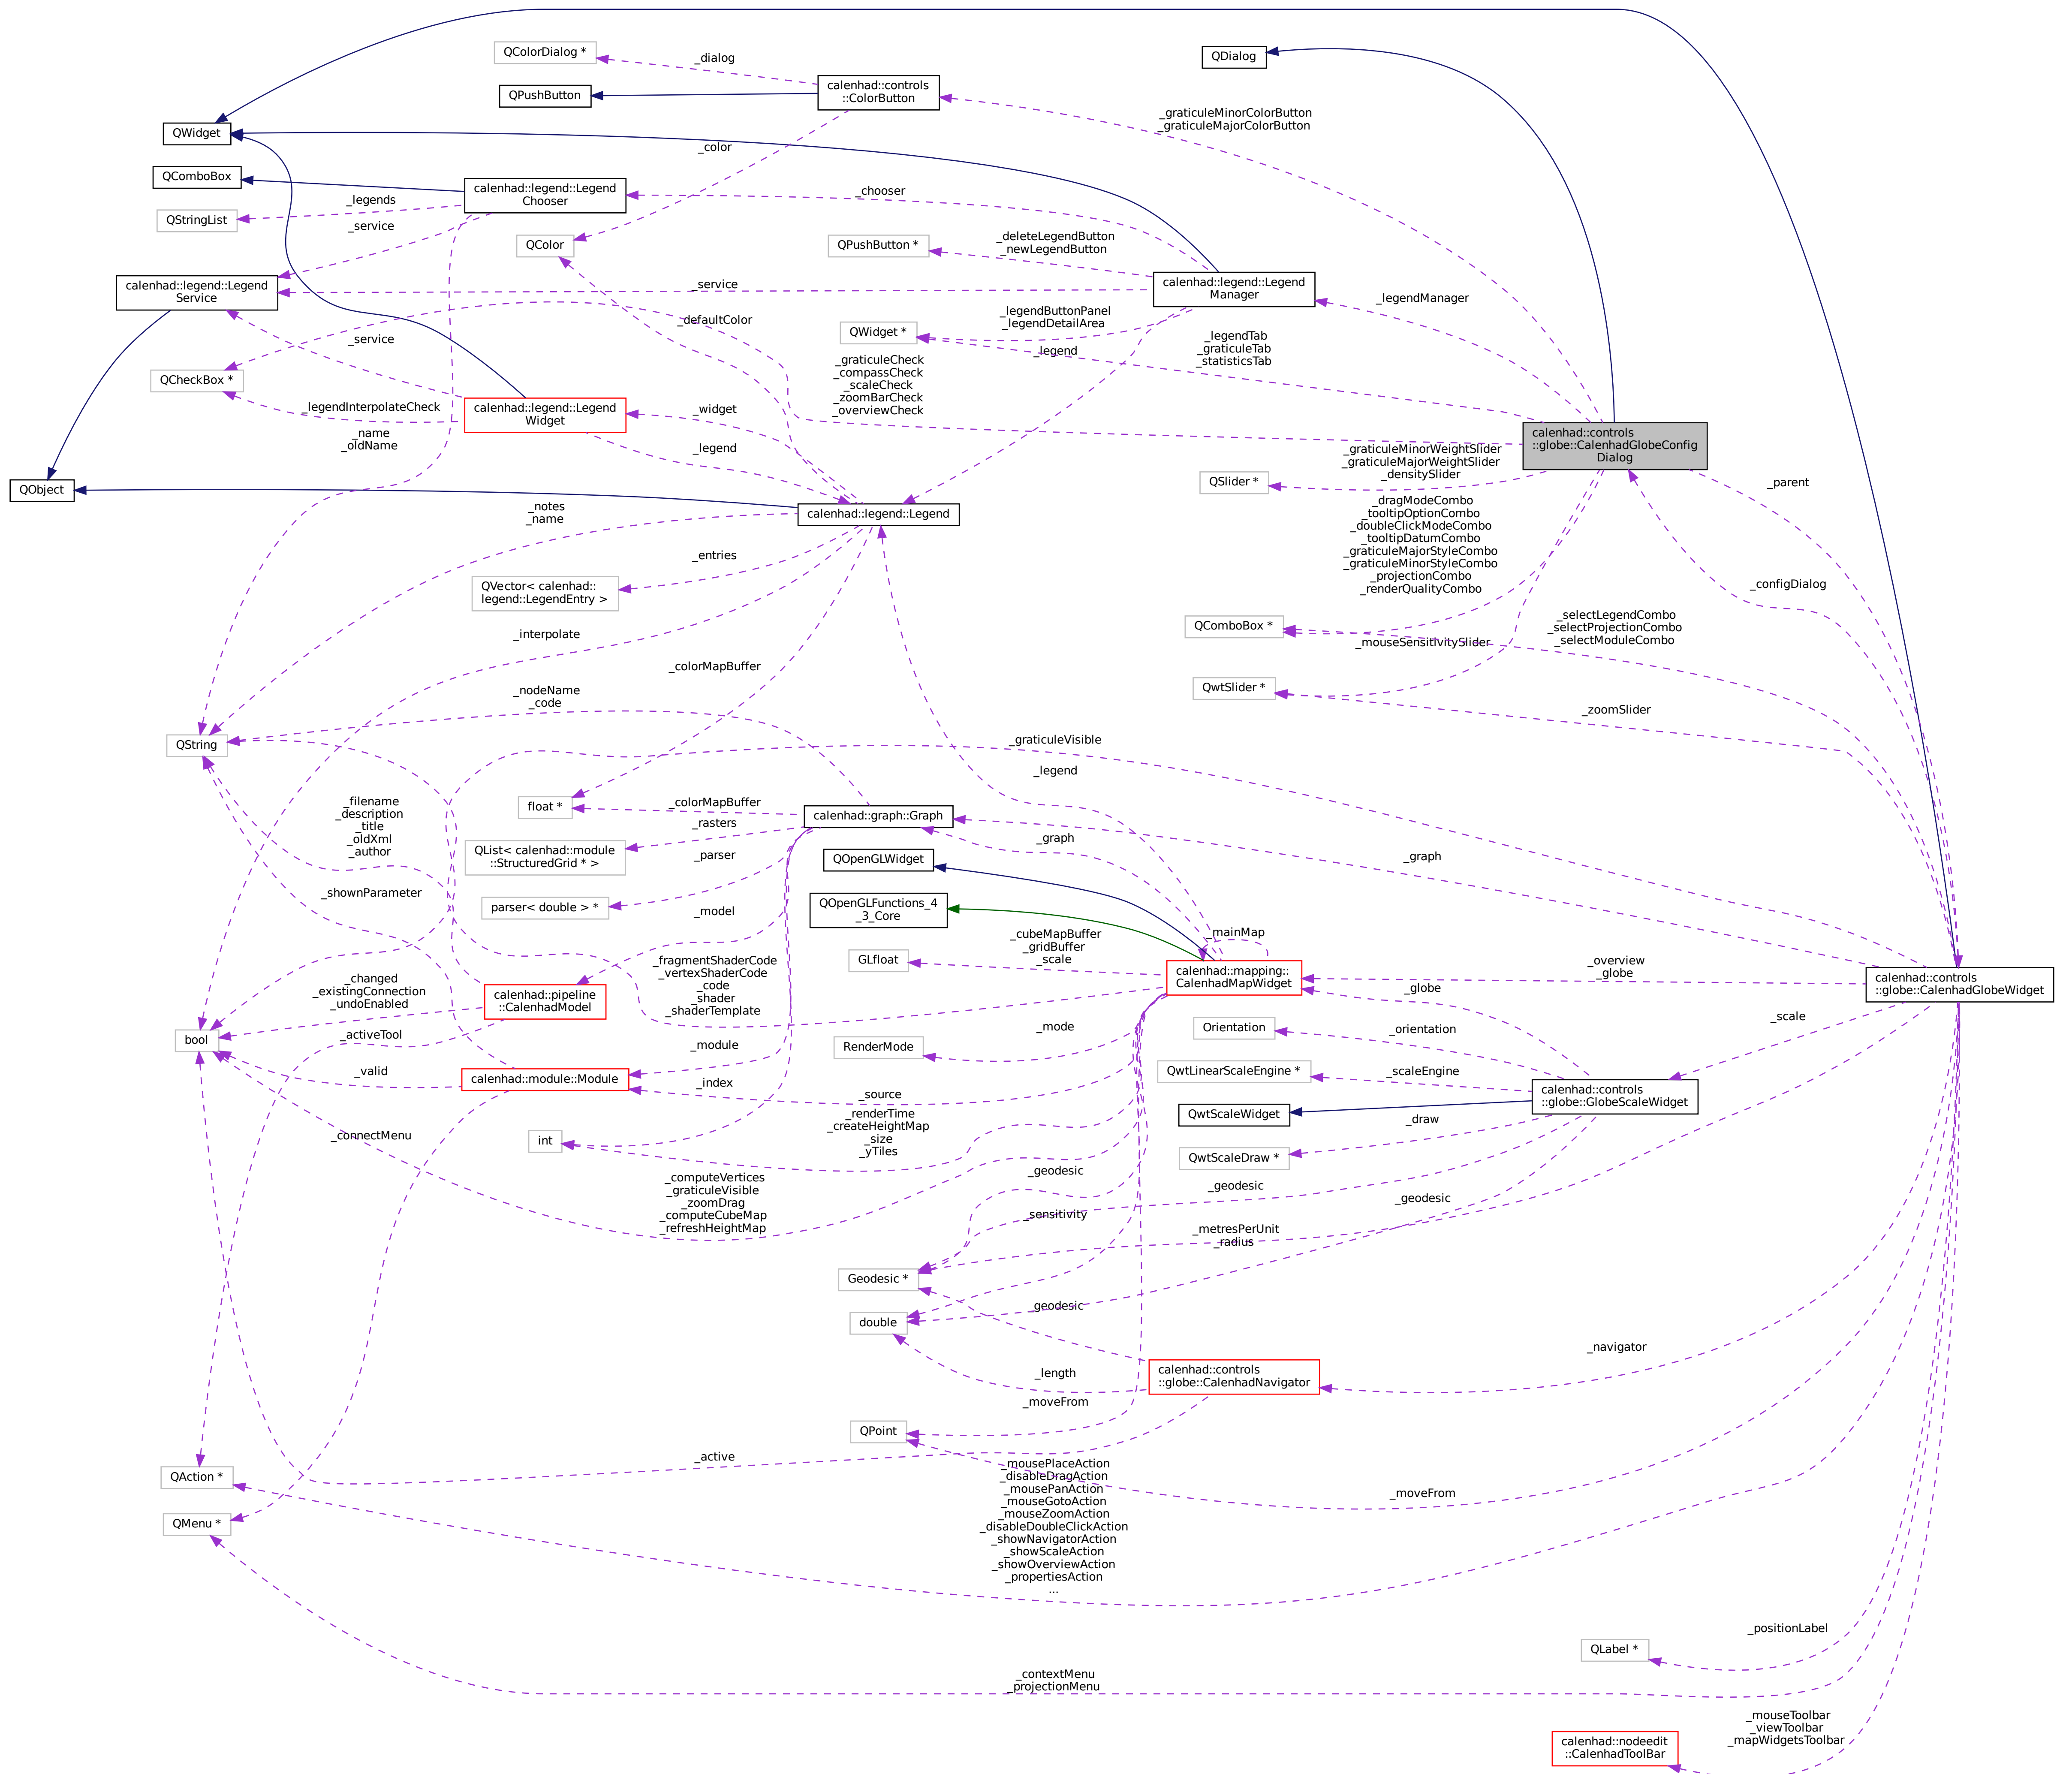 QColorDialog *
_dialog
QDialog
calenhad::controls
::ColorButton
QPushButton
_graticuleMinorColorButton
_graticuleMajorColorButton
QWidget
_color
QComboBox
calenhad::legend::Legend
Chooser
_chooser
_legends
QStringList
_service
QColor
QPushButton *
_deleteLegendButton
_newLegendButton
calenhad::legend::Legend
Service
_service
calenhad::legend::Legend
Manager
_legendManager
_defaultColor
_legendButtonPanel
_legendDetailArea
QWidget *
_service
_legend
_legendTab
_graticuleTab
_statisticsTab
_graticuleCheck
_compassCheck
_scaleCheck
_zoomBarCheck
_overviewCheck
QCheckBox *
_legendInterpolateCheck
calenhad::legend::Legend
Widget
_widget
_name
_oldName
_legend
calenhad::controls
::globe::CalenhadGlobeConfig
Dialog
_graticuleMinorWeightSlider
_graticuleMajorWeightSlider
_densitySlider
QSlider *
_parent
QObject
calenhad::legend::Legend
_notes
_name
_dragModeCombo
_tooltipOptionCombo
_doubleClickModeCombo
_tooltipDatumCombo
_graticuleMajorStyleCombo
_graticuleMinorStyleCombo
_projectionCombo
_renderQualityCombo
_entries
QVector< calenhad::
legend::LegendEntry >
_configDialog
QComboBox *
_selectLegendCombo
_selectProjectionCombo
_selectModuleCombo
_interpolate
_mouseSensitivitySlider
_colorMapBuffer
QwtSlider *
_nodeName
_code
_zoomSlider
QString
_graticuleVisible
_legend
_filename
_description
_title
_oldXml
_author
float *
_colorMapBuffer
calenhad::graph::Graph
_rasters
QList< calenhad::module
::StructuredGrid * >
_graph
_graph
_parser
QOpenGLWidget
_shownParameter
parser< double > *
QOpenGLFunctions_4
_3_Core
_model
_mainMap
_cubeMapBuffer
_gridBuffer
_scale
GLfloat
_fragmentShaderCode
_vertexShaderCode
_code
_shader
_shaderTemplate
calenhad::mapping::
CalenhadMapWidget
_overview
_globe
calenhad::controls
::globe::CalenhadGlobeWidget
_changed
_existingConnection
_undoEnabled
calenhad::pipeline
::CalenhadModel
_globe
_scale
bool
_activeTool
RenderMode
_mode
Orientation
_orientation
_module
_valid
calenhad::module::Module
_index
QwtLinearScaleEngine *
_scaleEngine
_source
calenhad::controls
::globe::GlobeScaleWidget
QwtScaleWidget
_renderTime
_createHeightMap
_size
_yTiles
_draw
_connectMenu
int
QwtScaleDraw *
_geodesic
_computeVertices
_graticuleVisible
_zoomDrag
_computeCubeMap
_refreshHeightMap
_geodesic
_geodesic
_sensitivity
_metresPerUnit
_radius
Geodesic *
_geodesic
double
_navigator
_length
calenhad::controls
::globe::CalenhadNavigator
_moveFrom
QPoint
_active
QAction *
_mousePlaceAction
_disableDragAction
_mousePanAction
_mouseGotoAction
_mouseZoomAction
_disableDoubleClickAction
_showNavigatorAction
_showScaleAction
_showOverviewAction
_propertiesAction
...
_moveFrom
QMenu *
_positionLabel
QLabel *
_contextMenu
_projectionMenu
_mouseToolbar
_viewToolbar
_mapWidgetsToolbar
calenhad::nodeedit
::CalenhadToolBar